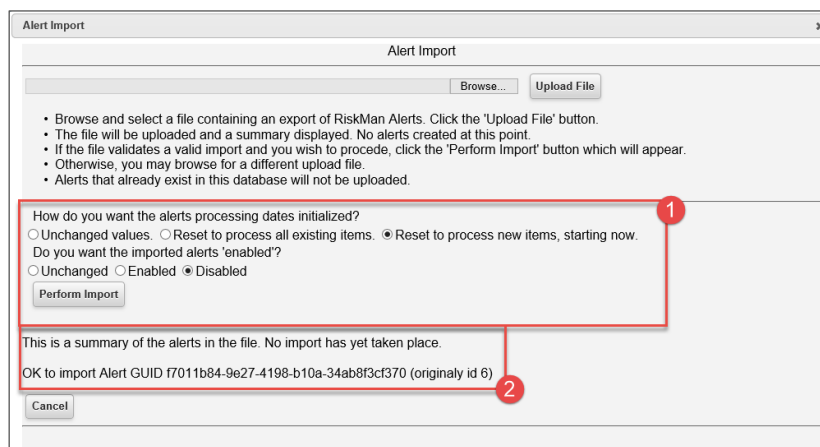 Alert Import
x
Alert Import
Browse...
Upload File
• Browse and select a file containing an export of RiskMan Alerts. Click the 'Upload File' button.
• The file will be uploaded and a summary displayed. No alerts created at this point.
• If the file validates a valid import and you wish to procede, click the 'Perform Import' button which will appear.
• Otherwise, you may browse for a different upload file.
• Alerts that already exist in this database will not be uploaded.
1
How do you want the alerts processing dates initialized?
Unchanged values. Reset to process all existing items. Reset to process new items, starting now.
Do you want the imported alerts 'enabled'?
Unchanged Enabled Disabled
Perform Import
This is a summary of the alerts in the file. No import has yet taken place.
OK to import Alert GUID f7011b84-9e27-4198-b10a-34ab8f3cf370 (originaly id 6)
2
Cancel